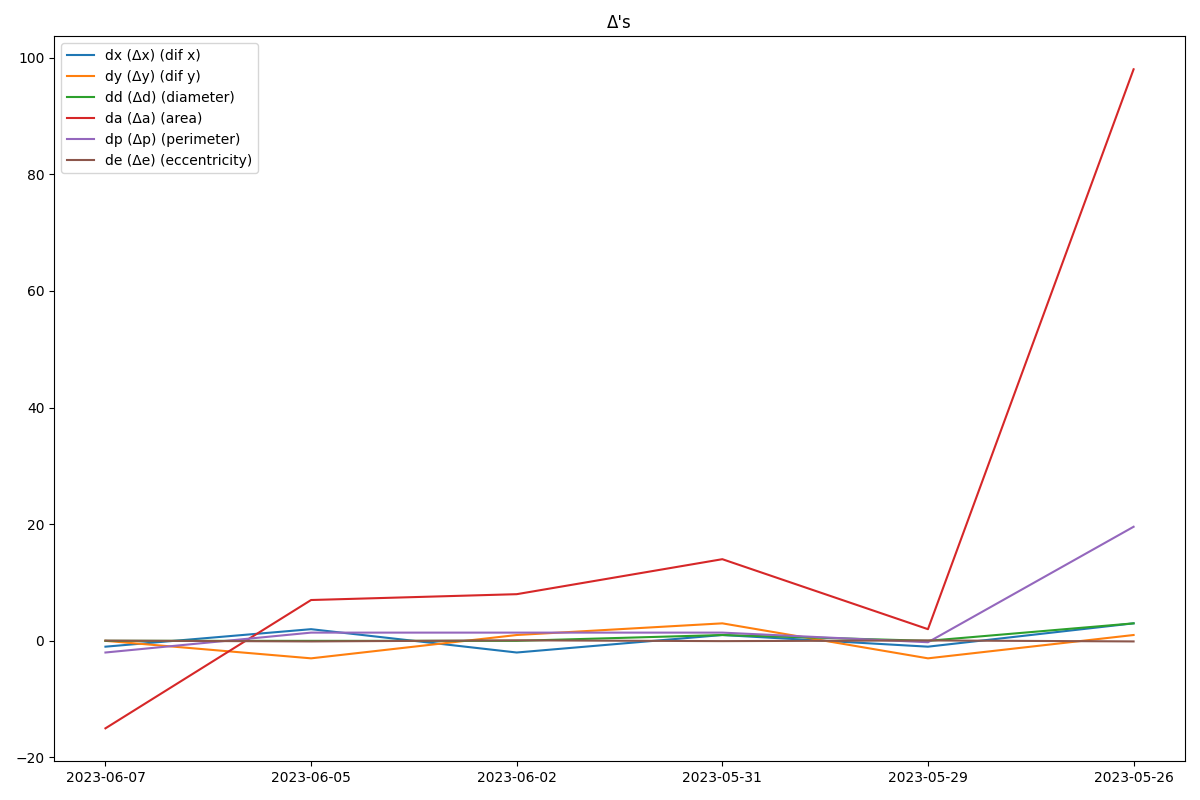 Δ's
dx (Δx) (dif x)
dy (Δy) (dif y)
dd (Δd) (diameter)
da (Δa) (area)
dp (Δp) (perimeter)
de (Δe) (eccentricity)
100
80
60
40
20
0
−20
2023-06-07 2023-06-05 2023-06-02 2023-05-31 2023-05-29 2023-05-26